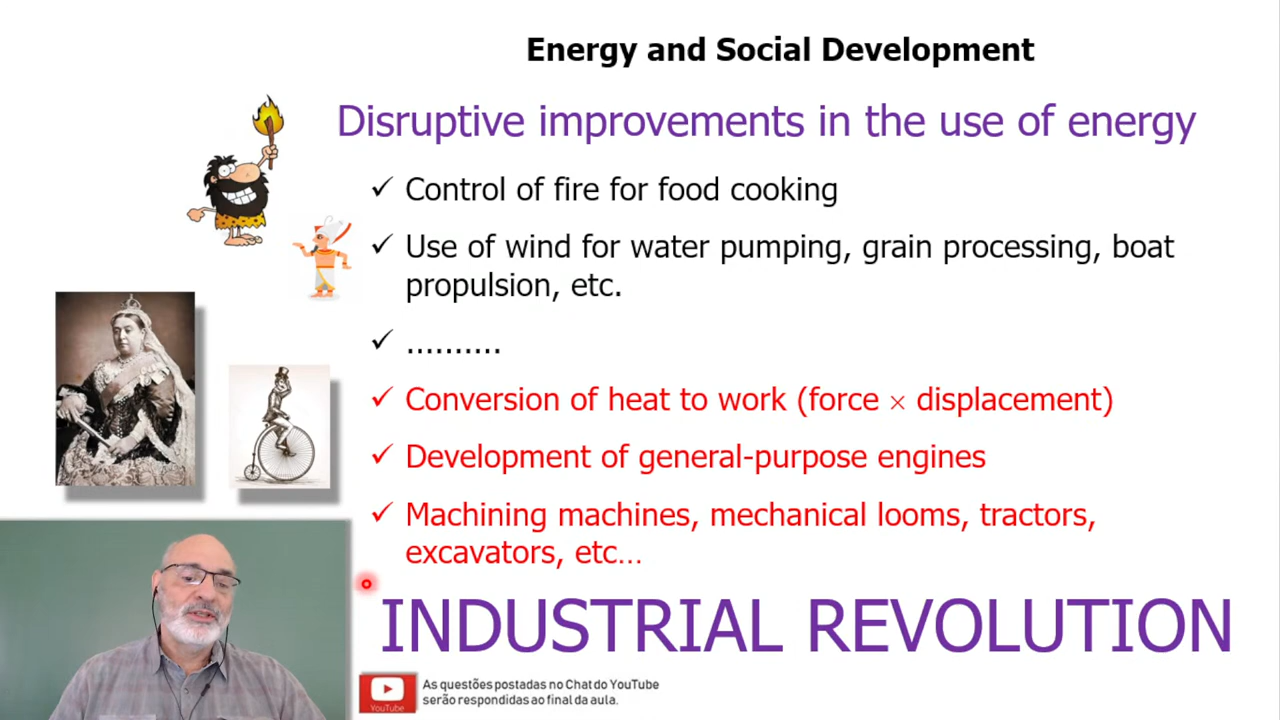 Energy and Social Development
Disruptive improvements in the use of energy
✓ Control of fire for food cooking
✓ Use of wind for water pumping, grain processing, boat
propulsion, etc.
✓ ..........
✓ Conversion of heat to work (force × displacement)
✓ Development of general-purpose engines
✓ Machining machines, mechanical looms, tractors,
excavators, etc...
INDUSTRIAL REVOLUTION
YouTube
As questões postadas no Chat do YouTube
serão respondidas ao final da aula.